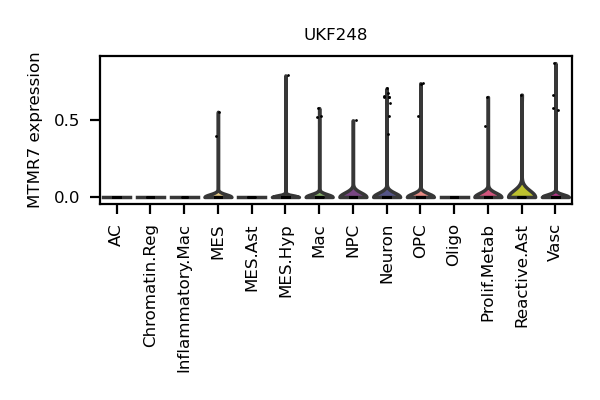 UKF248
MTMR7 expression
0.5
0.0
AC
Chromatin.Reg
Inflammatory.Mac
MES
MES.Ast
MES.Hyp
Mac
NPC
Neuron
OPC
Oligo
Prolif.Metab
Reactive.Ast
Vasc